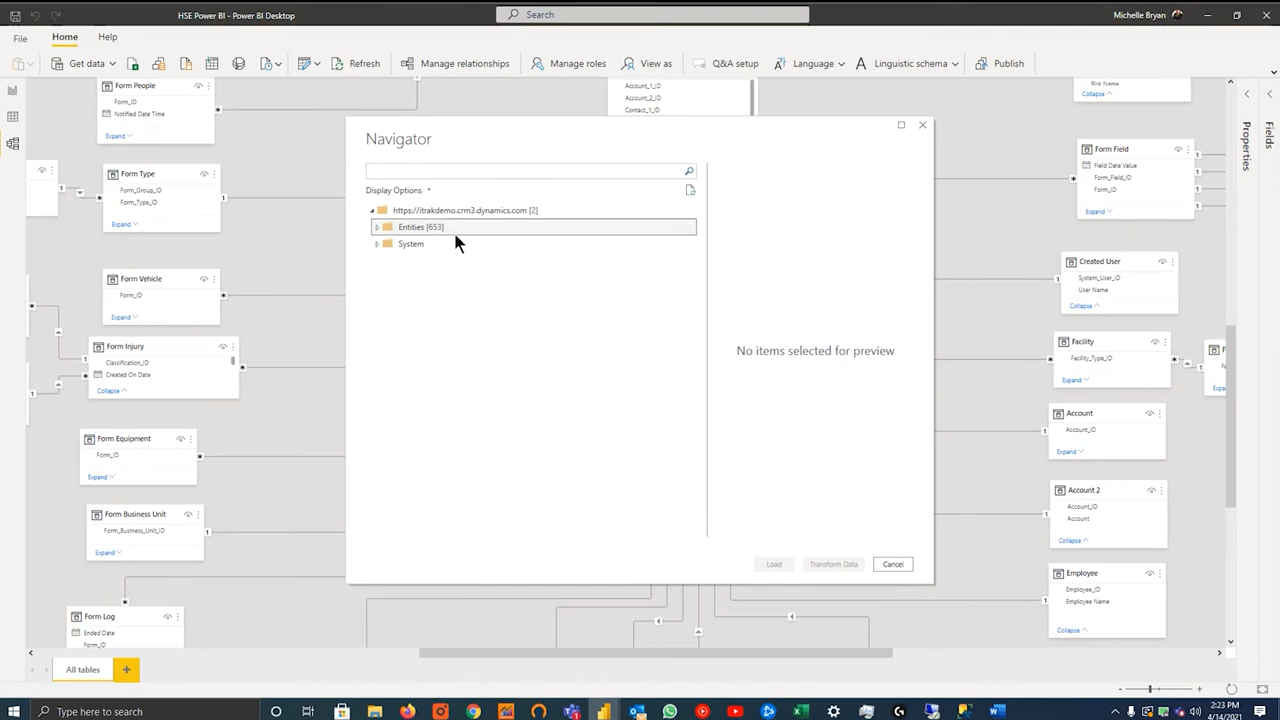 HSE Power BI - Power BI Desktop
Search
Michelle Bryan
File
Home
Help
Get data
Refresh
Manage relationships
Manage roles
View as
Q&A setup
Language
Linguistic schema
Publish
Form People
Form_ID
Notified Date Time
Expand
Account_1_ID
Account_2_ID
Contact_1_ID
Collapse
Form Type
Form_Group_ID
Form_Type_ID
Expand
Form Vehicle
Form_ID
Expand
Form Injury
Classification_ID
Created On Date
Collapse
Form Equipment
Form_ID
Expand
Form Business Unit
Form_Business_Unit_ID
Expand
Form Log
Ended Date
Form_ID
Navigator
Display Options
https://itrakdemo.crm3.dynamics.com [2]
Entities [653]
System
No items selected for preview
Load
Transform Data
Cancel
Form Field
Field Date Value
Form_Field_ID
Form_ID
Expand
Created User
System_User_ID
User Name
Collapse
Facility
Facility_Type_ID
Expand
Account
Account_ID
Expand
Account 2
Account_ID
Account
Collapse
Employee
Employee_ID
Employee Name
Collapse
Properties
Fields
All tables
Type here to search
2:23 PM
4/14/2021